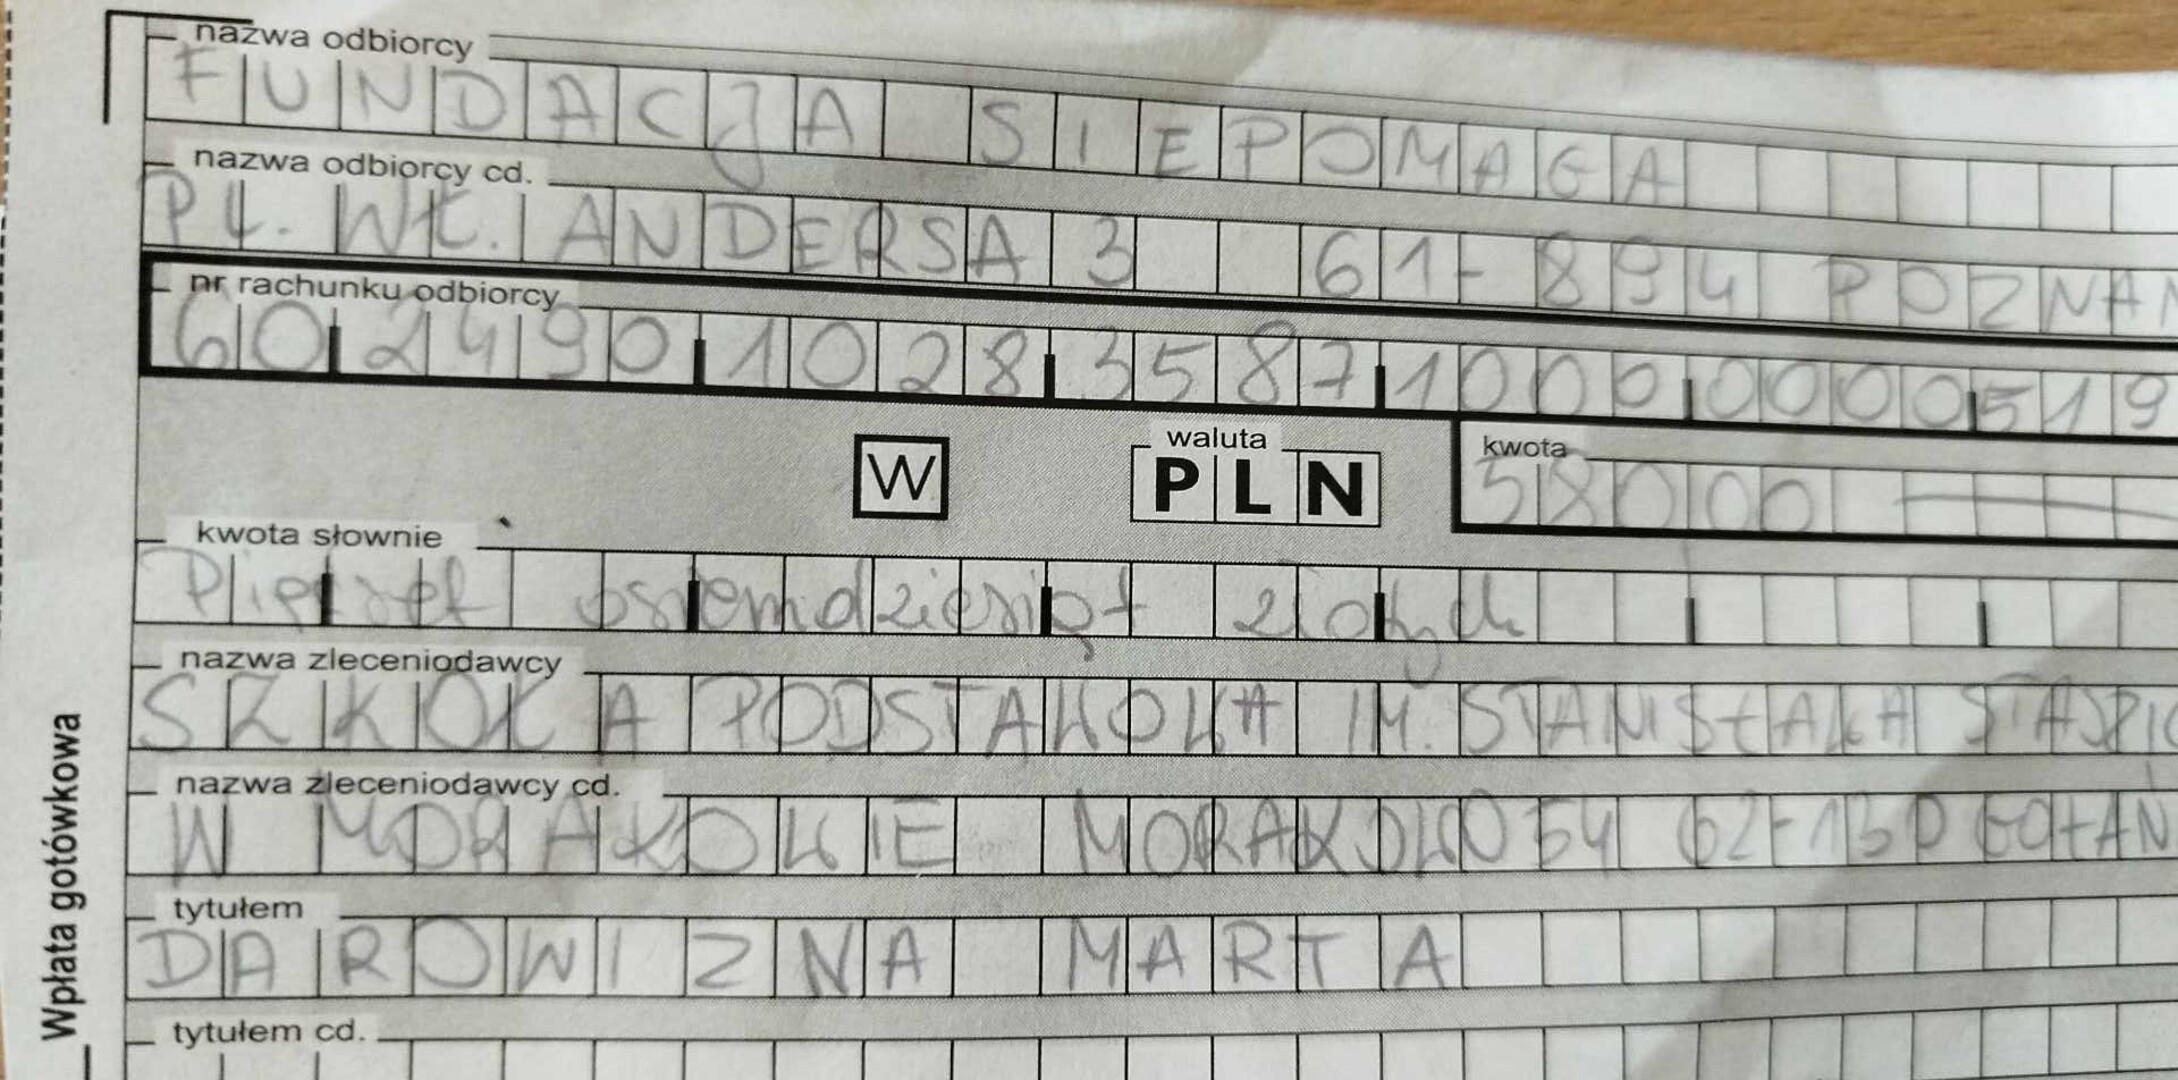 nazwa odbiorcy
FUNDACJA SIEPOMAGA
nazwa odbiorcy cd.
PL. WŁ. ANDERSA 3 61-894 POZNAŃ
nr rachunku odbiorcy
60 2490 1028 3587 1000 0000 519
W
waluta
PLN
kwota
58000
kwota słownie
Pięćset osiemdziesiąt złotych
nazwa zleceniodawcy
SZKOŁA PODSTAWOWA IM. STANISŁAWA STASZIC
nazwa zleceniodawcy cd.
W MORAKOWIE MORAKOWO 54 62-130 GOŁAŃ
tytułem
DAROWIZNA MARTA
tytułem cd.
Wpłata gotówkowa